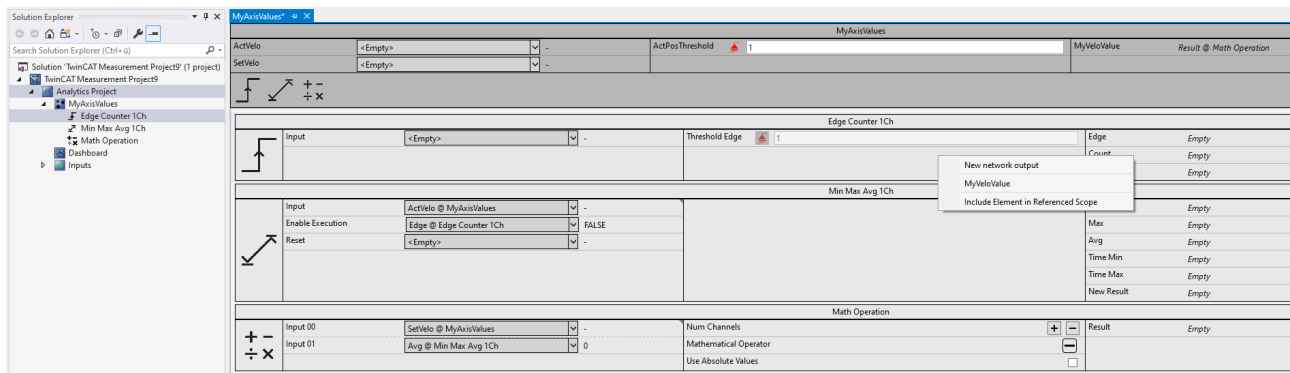 Solution Explorer
Search Solution Explorer (Ctrl+ü)
Solution 'TwinCAT Measurement Project9' (1 project)
TwinCAT Measurement Project9
Analytics Project
MyAxisValues
Edge Counter 1Ch
Min Max Avg 1Ch
Math Operation
Dashboard
Inputs
MyAxisValues*
MyAxisValues
ActVelo <Empty> - ActPosThreshold 1 MyVeloValue Result @ Math Operation
SetVelo <Empty> -
Edge Counter 1Ch
Input <Empty> - Threshold Edge 1 Edge Empty
Count Empty
Empty
New network output
MyVeloValue
Include Element in Referenced Scope
Min Max Avg 1Ch
Input ActVelo @ MyAxisValues - Empty
Enable Execution Edge @ Edge Counter 1Ch FALSE Max Empty
Reset <Empty> - Avg Empty
Time Min Empty
Time Max Empty
New Result Empty
Math Operation
Input 00 SetVelo @ MyAxisValues - Num Channels + - Result Empty
Input 01 Avg @ Min Max Avg 1Ch 0 Mathematical Operator -
Use Absolute Values